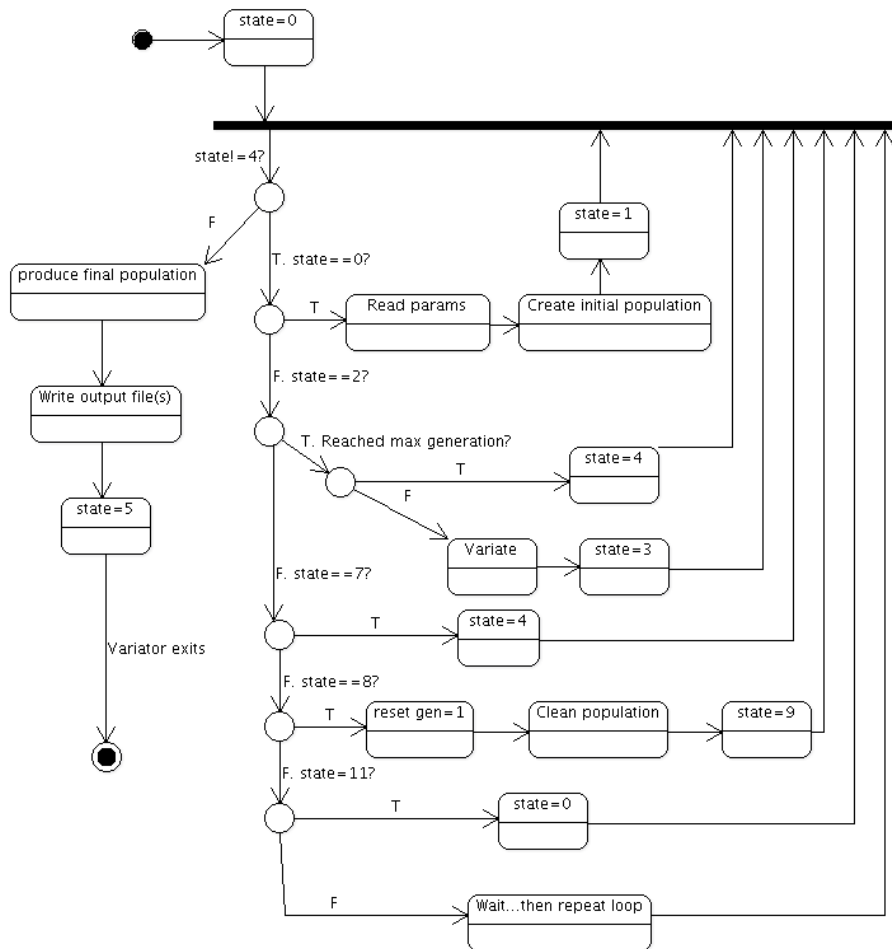 state=0
state!=4?
F
state=1
T. state==0?
produce final population
T
Read params
Create initial population
F. state==2?
Write output file(s)
T. Reached max generation?
T
state=4
F
state=5
Variate
state=3
F. state==7?
T
state=4
Variator exits
F. state==8?
T
reset gen=1
Clean population
state=9
F. state=11?
T
state=0
F
Wait...then repeat loop